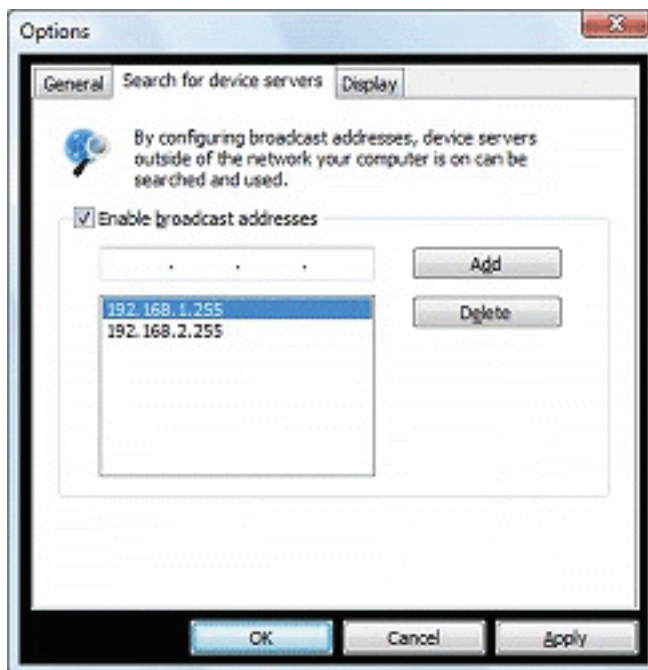 Options
General Search for device servers Display
By configuring broadcast addresses, device servers
outside of the network your computer is on can be
searched and used.
Enable broadcast addresses
. . . Add
192.168.1.255
Delete
192.168.2.255
OK Cancel Apply